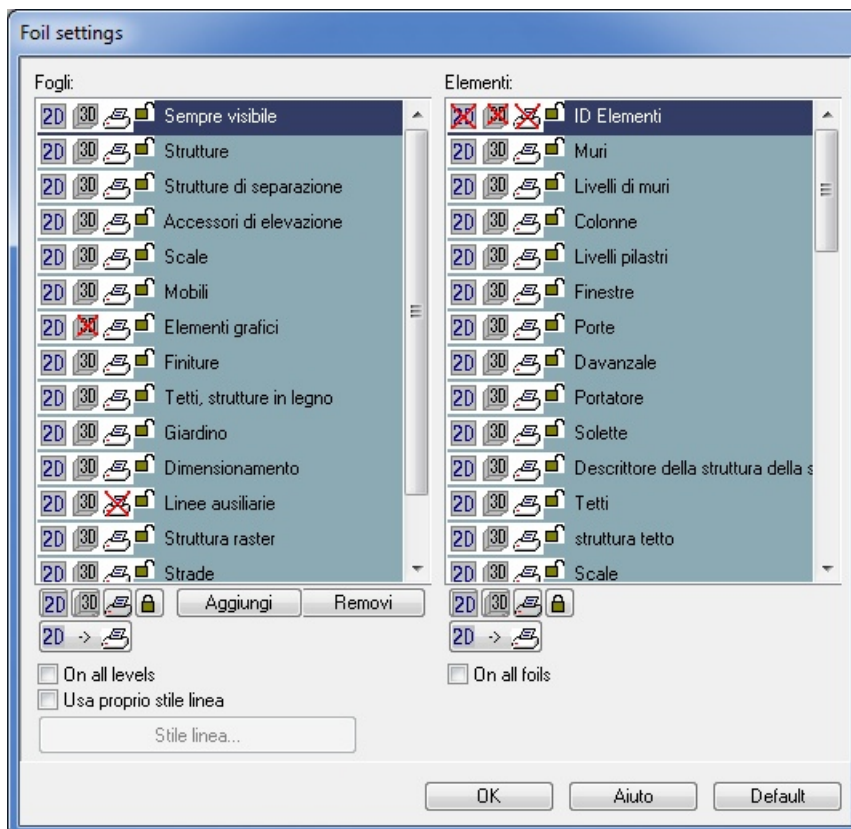 Foil settings
Fogli:
2D 3D Sempre visibile
2D 3D Strutture
2D 3D Strutture di separazione
2D 3D Accessori di elevazione
2D 3D Scale
2D 3D Mobili
2D 3D Elementi grafici
2D 3D Finiture
2D 3D Tetti, strutture in legno
2D 3D Giardino
2D 3D Dimensionamento
2D 3D Linee ausiliarie
2D 3D Struttura raster
2D 3D Strade
2D 3D Aggiungi Removi
2D ->
On all levels
Usa proprio stile linea
Stile linea...
Elementi:
2D 3D ID Elementi
2D 3D Muri
2D 3D Livelli di muri
2D 3D Colonne
2D 3D Livelli pilastri
2D 3D Finestre
2D 3D Porte
2D 3D Davanzale
2D 3D Portatore
2D 3D Solette
2D 3D Descrittore della struttura della s
2D 3D Tetti
2D 3D struttura tetto
2D 3D Scale
2D 3D
2D ->
On all foils
OK Aiuto Default